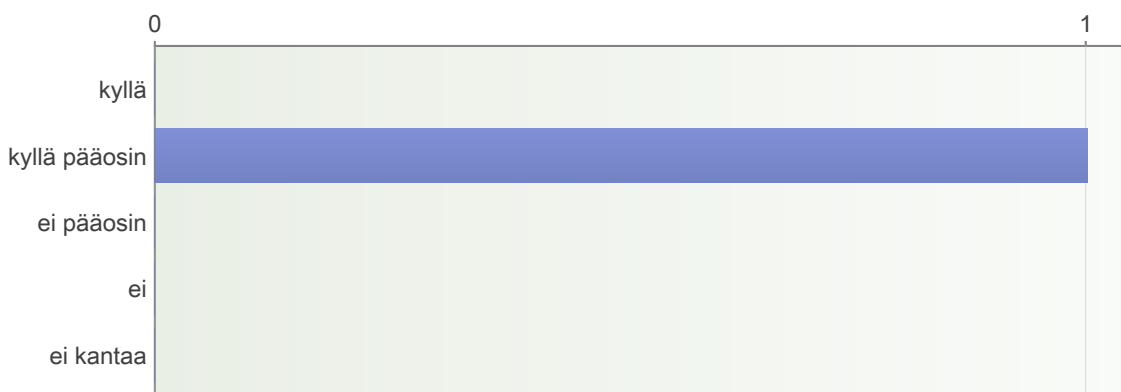 0 1
kyllä
kyllä pääosin
ei pääosin
ei
ei kantaa